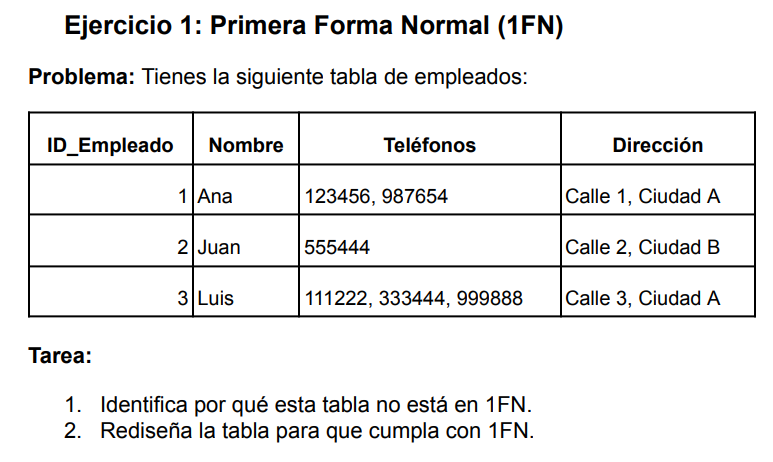 Ejercicio 1: Primera Forma Normal (1FN)
Problema: Tienes la siguiente tabla de empleados:
ID_Empleado Nombre Teléfonos Dirección
1 Ana 123456, 987654 Calle 1, Ciudad A
2 Juan 555444 Calle 2, Ciudad B
3 Luis 111222, 333444, 999888 Calle 3, Ciudad A
Tarea:
1. Identifica por qué esta tabla no está en 1FN.
2. Rediseña la tabla para que cumpla con 1FN.